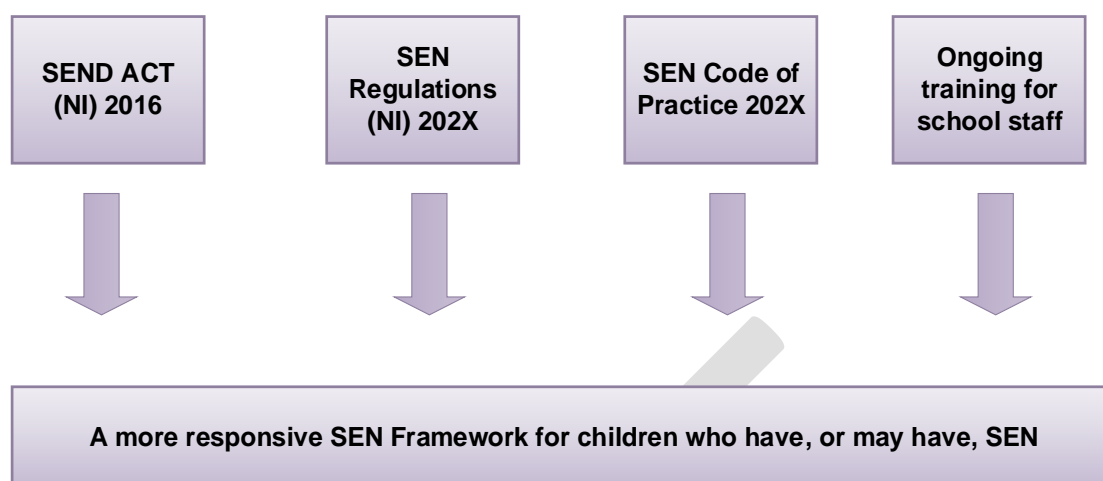 SEND ACT
(NI) 2016
SEN
Regulations
(NI) 202X
SEN Code of
Practice 202X
Ongoing
training for
school staff
A more responsive SEN Framework for children who have, or may have, SEN